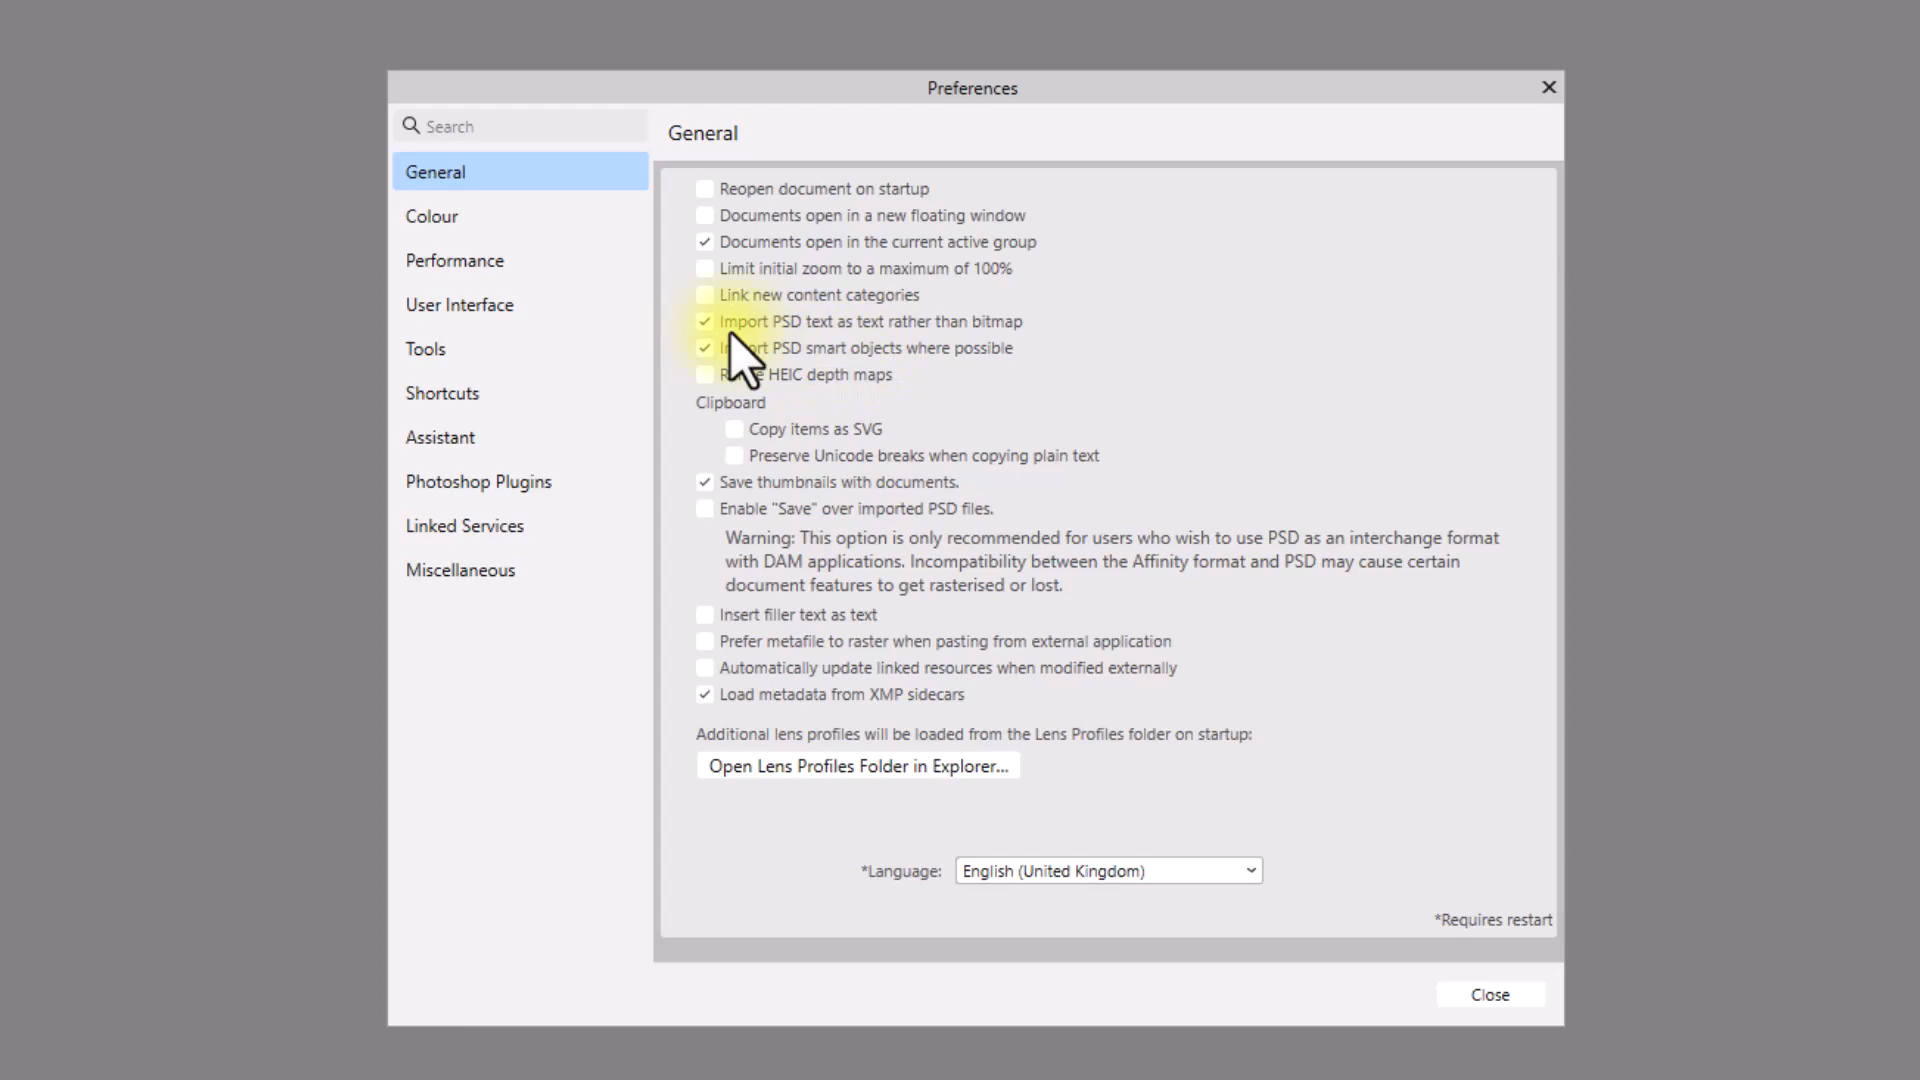 Preferences
Search
General
Colour
Performance
User Interface
Tools
Shortcuts
Assistant
Photoshop Plugins
Linked Services
Miscellaneous
General
Reopen document on startup
Documents open in a new floating window
Documents open in the current active group
Limit initial zoom to a maximum of 100%
Link new content categories
Import PSD text as text rather than bitmap
PSD smart objects where possible
HEIC depth maps
Clipboard
Copy items as SVG
Preserve Unicode breaks when copying plain text
Save thumbnails with documents.
Enable "Save" over imported PSD files.
Warning: This option is only recommended for users who wish to use PSD as an interchange format
with DAM applications. Incompatibility between the Affinity format and PSD may cause certain
document features to get rasterised or lost.
Insert filler text as text
Prefer metafile to raster when pasting from external application
Automatically update linked resources when modified externally
Load metadata from XMP sidecars
Additional lens profiles will be loaded from the Lens Profiles folder on startup:
Open Lens Profiles Folder in Explorer...
*Language: English (United Kingdom)
*Requires restart
Close